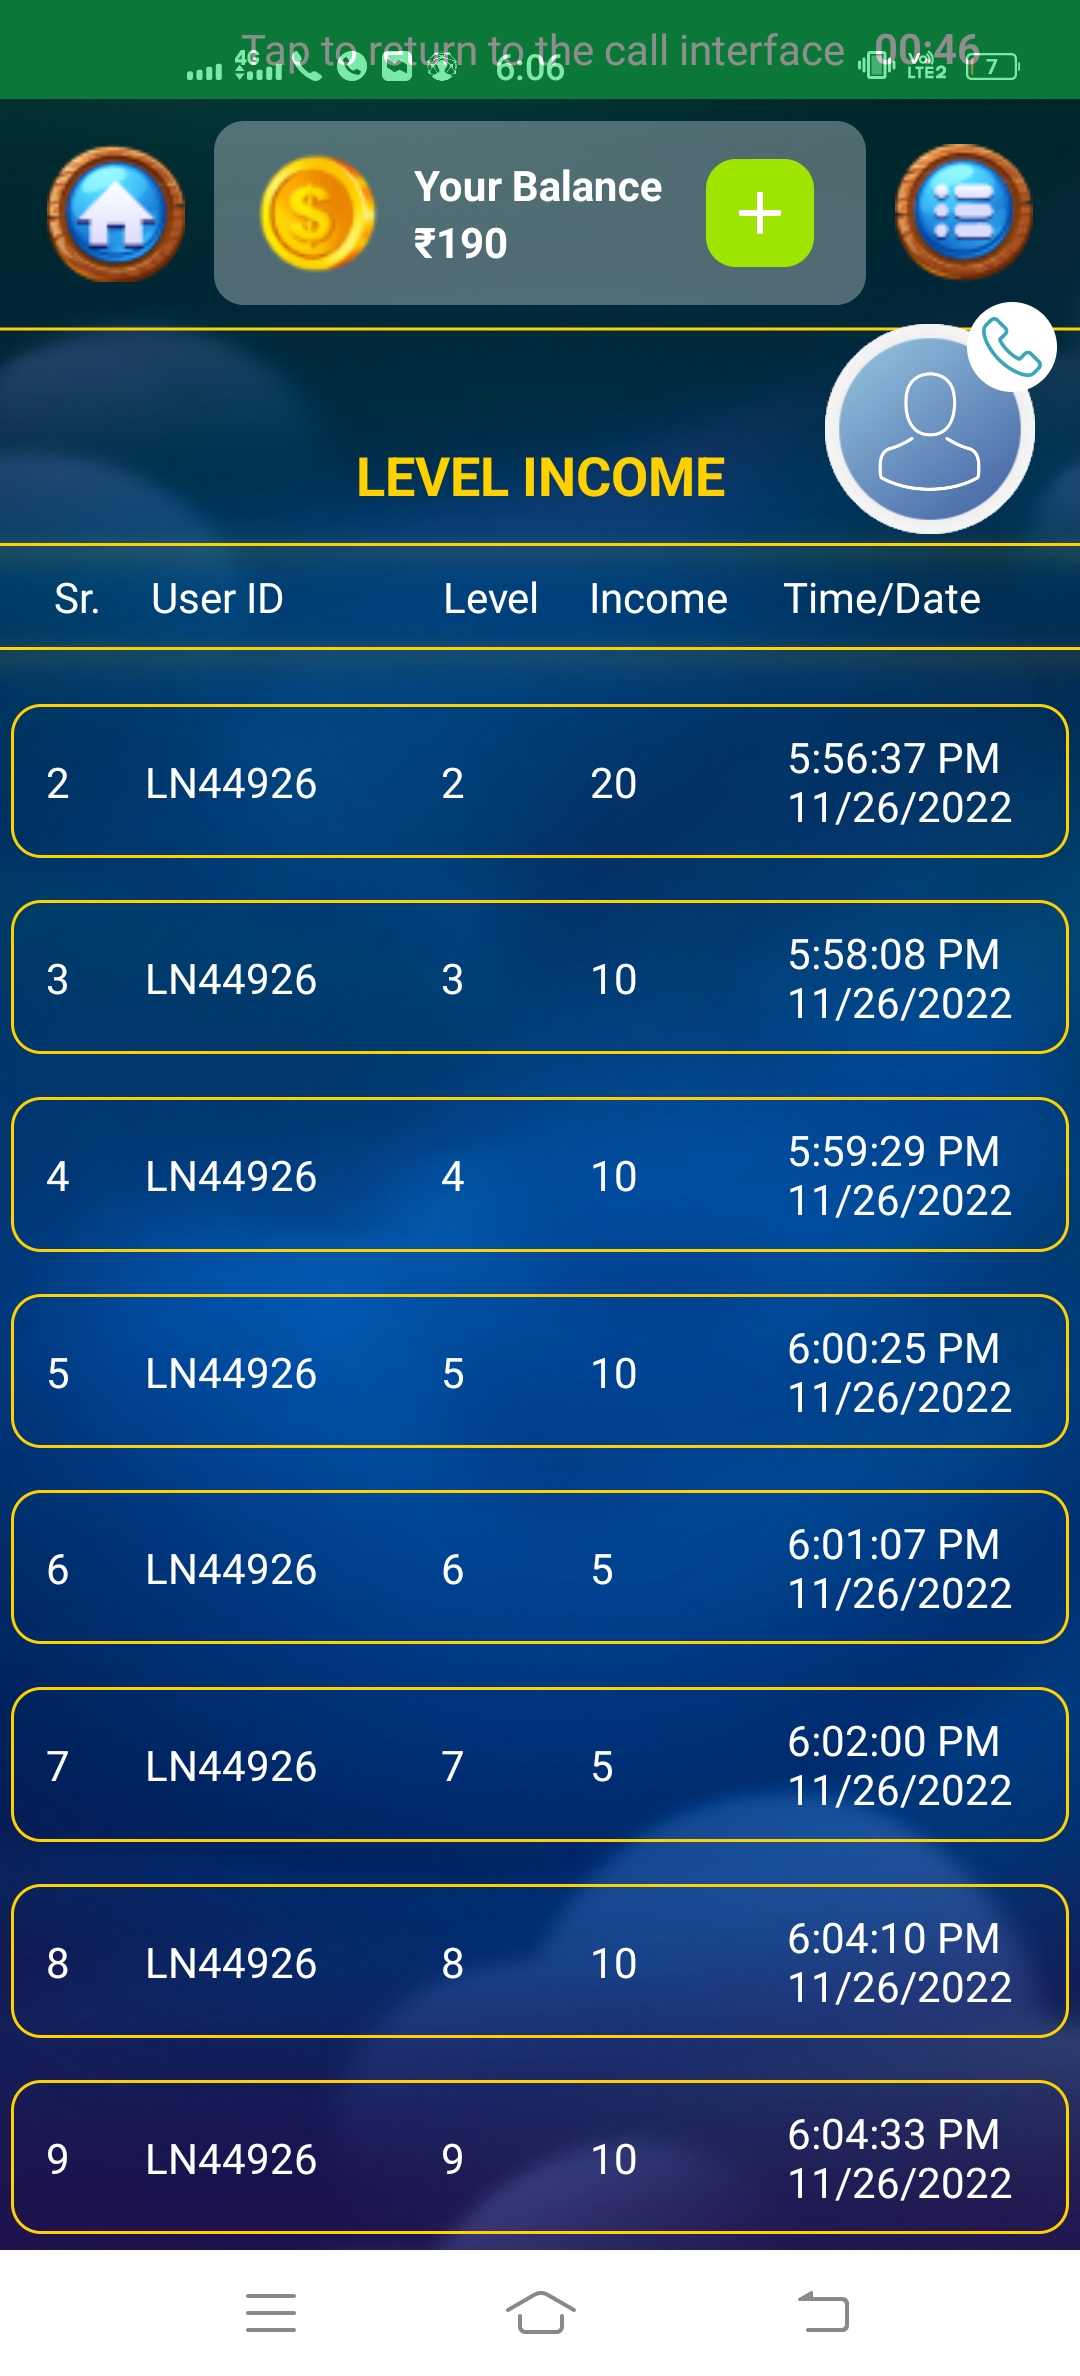 Tap to return to the call interface 00:46
4G 6:06 Vo) LTE2 7
Your Balance
₹190
LEVEL INCOME
Sr. User ID Level Income Time/Date
2 LN44926 2 20 5:56:37 PM
11/26/2022
3 LN44926 3 10 5:58:08 PM
11/26/2022
4 LN44926 4 10 5:59:29 PM
11/26/2022
5 LN44926 5 10 6:00:25 PM
11/26/2022
6 LN44926 6 5 6:01:07 PM
11/26/2022
7 LN44926 7 5 6:02:00 PM
11/26/2022
8 LN44926 8 10 6:04:10 PM
11/26/2022
9 LN44926 9 10 6:04:33 PM
11/26/2022